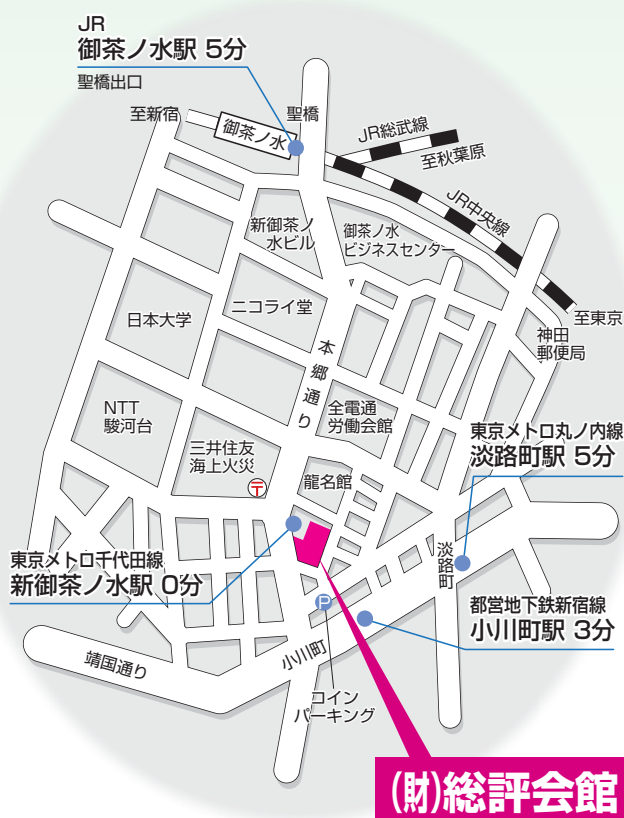 JR
御茶ノ水駅 5分
聖橋出口
至新宿
御茶ノ水
聖橋
JR総武線
至秋葉原
JR中央線
新御茶ノ
水ビル
御茶ノ水
ビジネスセンター
至東京
神田
郵便局
日本大学
ニコライ堂
本郷通り
NTT
駿河台
全電通
労働会館
三井住友
海上火災
〒
龍名館
東京メトロ丸ノ内線
淡路町駅 5分
東京メトロ千代田線
新御茶ノ水駅 0分
淡路町
P
都営地下鉄新宿線
小川町駅 3分
小川町
靖国通り
コイン
パーキング
(財)総評会館